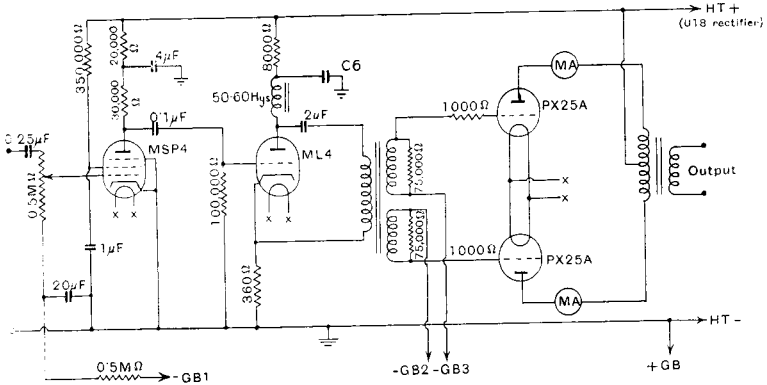 HT+
(U18 rectifier)
350,000Ω
20,000 Ω
4μF
30,000 Ω
0·1μF
0·25μF
0·5MΩ
MSP4
x x
1μF
20μF
0·5MΩ
-GB1
8000Ω
C6
50-60Hys
2μF
ML4
x x
100,000Ω
360Ω
75,000Ω
75,000Ω
1000Ω
1000Ω
-GB2
-GB3
PX25A
PX25A
x
x
MA
MA
Output
HT-
+GB